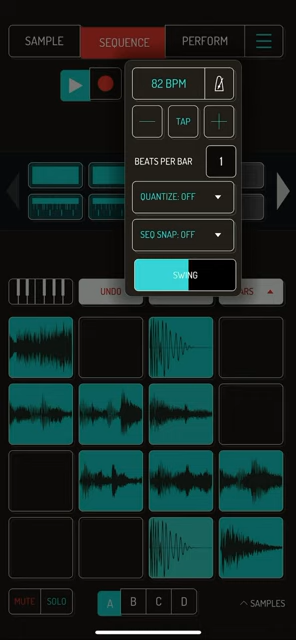 SAMPLE SEQUENCE PERFORM
82 BPM
TAP
BEATS PER BAR 1
QUANTIZE: OFF
SEQ SNAP: OFF
SWING
UNDO ARS
MUTE SOLO A B C D SAMPLES